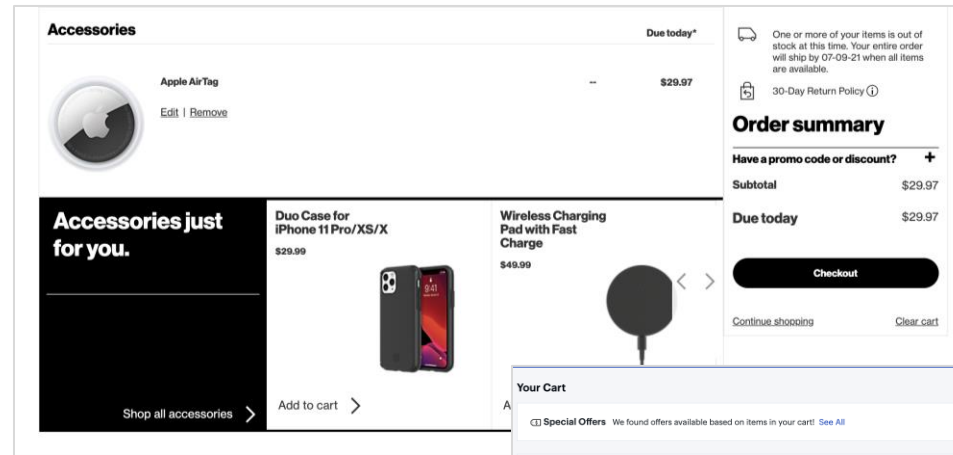 Accessories
Due today*
Apple AirTag
--
$29.97
Edit | Remove
Accessories just
for you.
Shop all accessories
Duo Case for
iPhone 11 Pro/XS/X
$29.99
9:41
Add to cart
Wireless Charging
Pad with Fast
Charge
$49.99
A
One or more of your items is out of
stock at this time. Your entire order
will ship by 07-09-21 when all items
are available.
30-Day Return Policy
Order summary
Have a promo code or discount? +
Subtotal $29.97
Due today $29.97
Checkout
Continue shopping Clear cart
Your Cart
Special Offers We found offers available based on items in your cart! See All